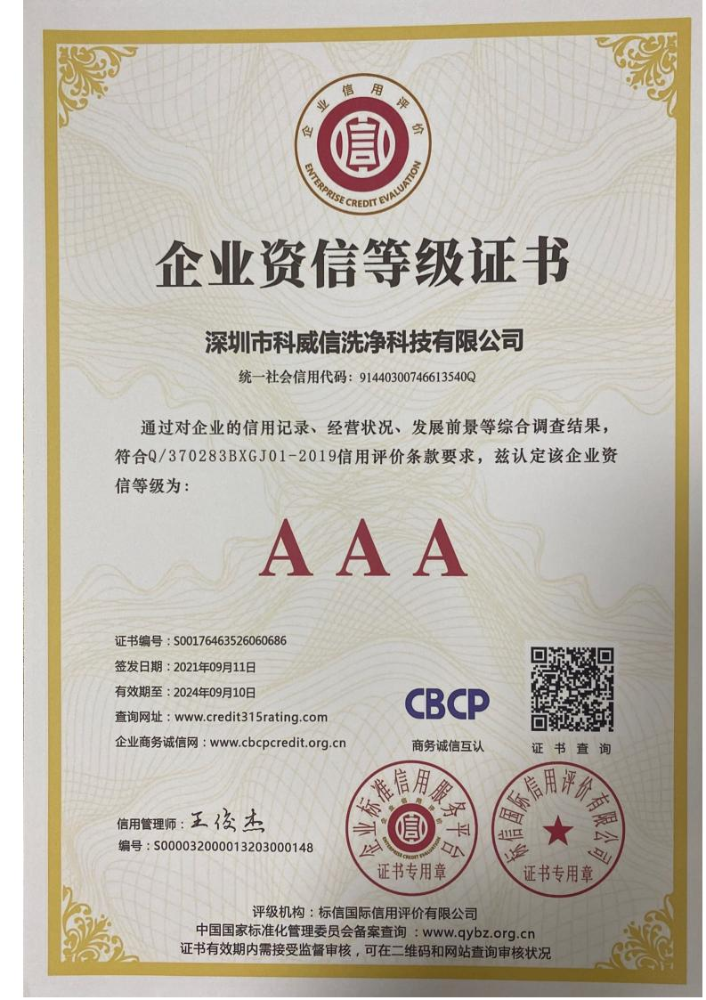 企业信用评价
信
ENTERPRISE CREDIT EVALUATION
企业资信等级证书
深圳市科威信洗净科技有限公司
统一社会信用代码：91440300746613540Q
通过对企业的信用记录、经营状况、发展前景等综合调查结果，
符合Q/370283BXGJ01-2019信用评价条款要求，兹认定该企业资
信等级为：
AAA
证书编号：S00176463526060686
签发日期：2021年09月11日
有效期至：2024年09月10日
查询网址：www.credit315rating.com
企业商务诚信网：www.cbcpcredit.org.cn
CBCP
商务诚信互认
证书查询
信用管理师：王俊杰
编号：S000032000013203000148
企业标准信用服务平台
企业信用评价
信
ENTERPRISE CREDIT EVALUATION
证书专用章
标信国际信用评价有限公司
证书专用章
评级机构：标信国际信用评价有限公司
中国国家标准化管理委员会备案查询：www.qybz.org.cn
证书有效期内需接受监督审核，可在二维码和网站查询审核状况